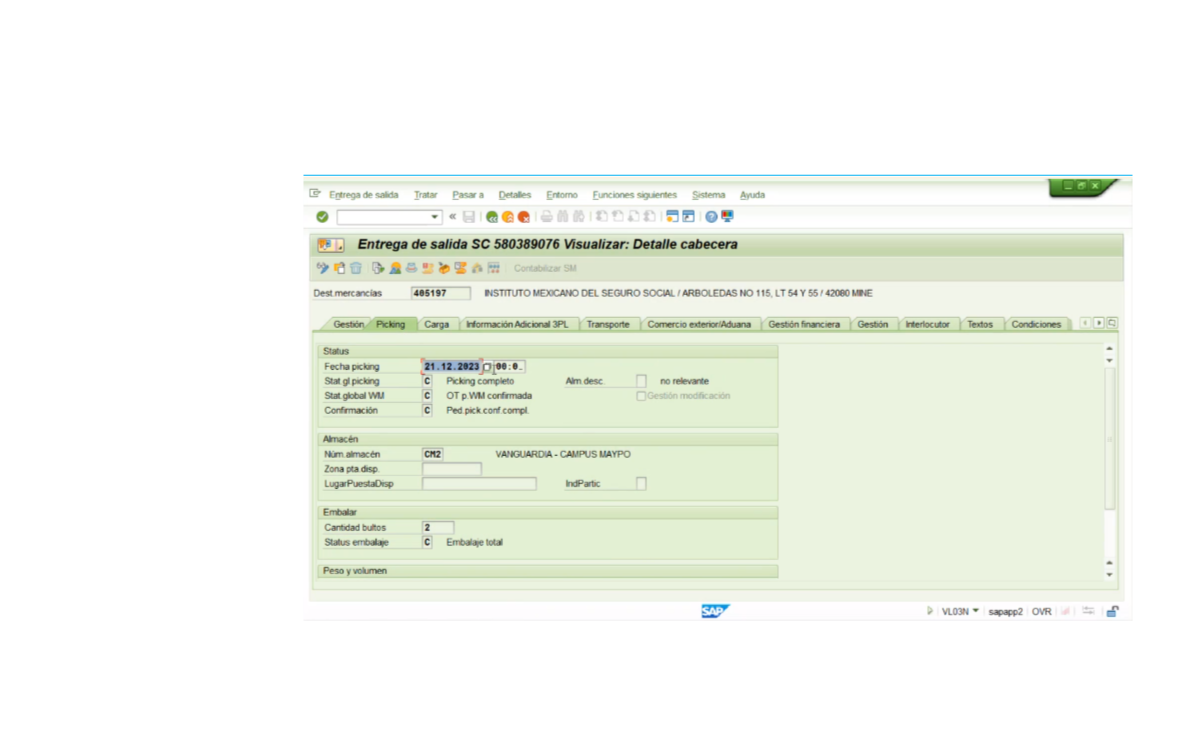 Entrega de salida Tratar Pasar a Detalles Entorno Funciones siguientes Sistema Ayuda
Entrega de salida SC 580389076 Visualizar: Detalle cabecera
Contabilizar SM
Dest.mercancías 405197 INSTITUTO MEXICANO DEL SEGURO SOCIAL / ARBOLEDAS NO 115, LT 54 Y 55 / 42080 MINE
Gestión Picking Carga Información Adicional 3PL Transporte Comercio exterior/Aduana Gestión financiera Gestión Interlocutor Textos Condiciones
Status
Fecha picking 21.12.2023 00:0.
Stat.gl.picking C Picking completo Alm.desc. no relevante
Stat.global WM C OT p.WM confirmada Gestión modificación
Confirmación C Ped.pick.conf.compl.
Almacén
Núm.almacén CM2 VANGUARDIA - CAMPUS MAYPO
Zona pta.disp.
LugarPuestaDisp IndPartic
Embalar
Cantidad bultos 2
Status embalaje C Embalaje total
Peso y volumen
SAP VL03N sapapp2 OVR